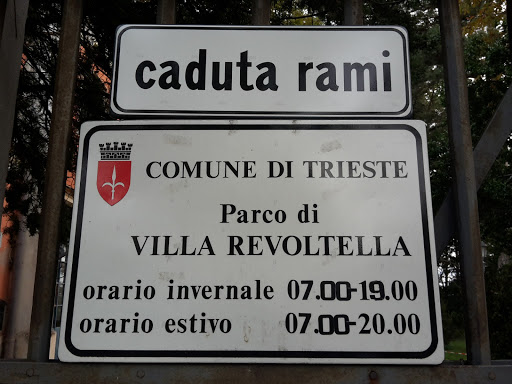 caduta rami
COMUNE DI TRIESTE
Parco di
VILLA REVOLTELLA
orario invernale 07.00-19.00
orario estivo 07.00-20.00